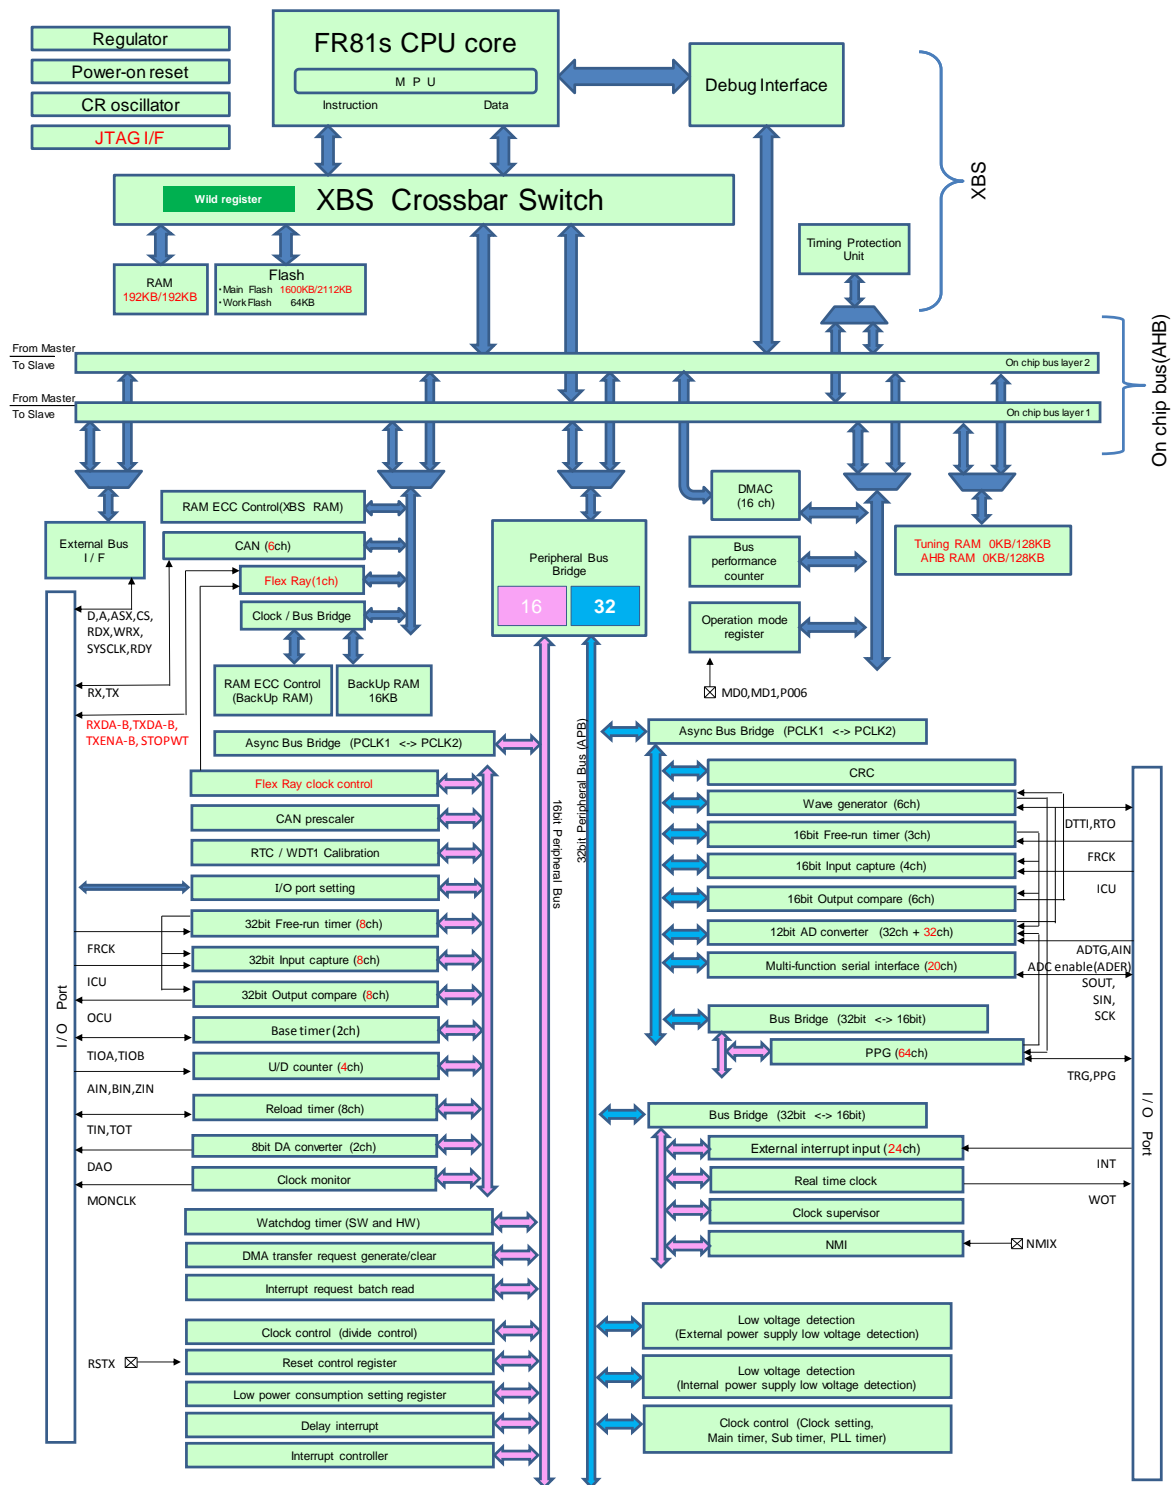 Regulator
Power-on reset
CR oscillator
JTAG I/F
FR81s CPU core
M P U
Instruction Data
Debug Interface
XBS
Wild register
XBS Crossbar Switch
RAM
192KB/192KB
Flash
・Main Flash 1600KB/2112KB
・WorkFlash 64KB
Timing Protection
Unit
On chip bus(AHB)
From Master
To Slave
On chip bus layer 2
From Master
To Slave
On chip bus layer 1
External Bus
I / F
RAM ECC Control(XBS RAM)
CAN (6ch)
Flex Ray(1ch)
Clock / Bus Bridge
RAM ECC Control
(BackUp RAM)
BackUp RAM
16KB
Peripheral Bus
Bridge
16
32
DMAC
(16 ch)
Bus
performance
counter
Operation mode
register
MD0,MD1,P006
Tuning RAM 0KB/128KB
AHB RAM 0KB/128KB
D,A,ASX,CS,
RDX,WRX,
SYSCLK,RDY
RX,TX
RXDA-B,TXDA-B,
TXENA-B, STOPWT
Async Bus Bridge (PCLK1 <-> PCLK2)
Flex Ray clock control
CAN prescaler
RTC / WDT1 Calibration
I/O port setting
32bit Free-run timer (8ch)
FRCK
32bit Input capture (8ch)
ICU
32bit Output compare (8ch)
OCU
Base timer (2ch)
TIOA,TIOB
U/D counter (4ch)
AIN,BIN,ZIN
Reload timer (8ch)
TIN,TOT
8bit DA converter (2ch)
DAO
Clock monitor
MONCLK
I / O Port
Watchdog timer (SW and HW)
DMA transfer request generate/clear
Interrupt request batch read
Clock control (divide control)
RSTX
Reset control register
Low power consumption setting register
Delay interrupt
Interrupt controller
16bit Peripheral Bus
32bit Peripheral Bus (APB)
Async Bus Bridge (PCLK1 <-> PCLK2)
CRC
Wave generator (6ch)
DTTI,RTO
16bit Free-run timer (3ch)
FRCK
16bit Input capture (4ch)
ICU
16bit Output compare (6ch)
12bit AD converter (32ch + 32ch)
ADTG,AIN
ADC enable(ADER)
Multi-function serial interface (20ch)
SOUT,
SIN,
SCK
Bus Bridge (32bit <-> 16bit)
PPG (64ch)
TRG,PPG
Bus Bridge (32bit <-> 16bit)
External interrupt input (24ch)
INT
Real time clock
WOT
Clock supervisor
NMI
NMIX
I / O Port
Low voltage detection
(External power supply low voltage detection)
Low voltage detection
(Internal power supply low voltage detection)
Clock control (Clock setting,
Main timer, Sub timer, PLL timer)